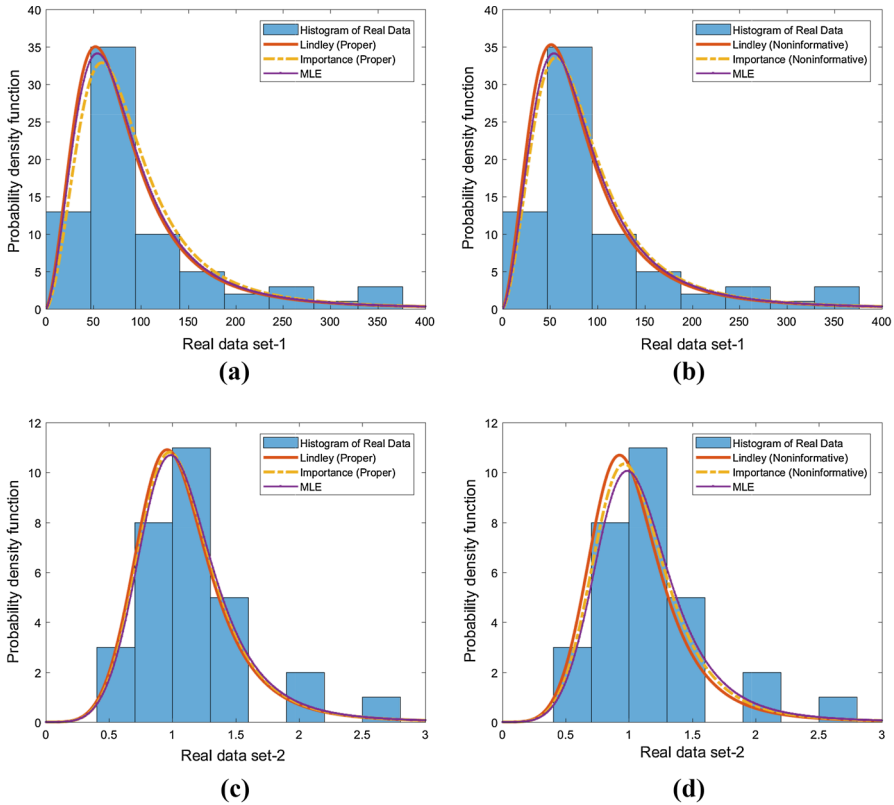 40
35
30
25
20
15
10
5
0
Probability density function
Histogram of Real Data
Lindley (Proper)
Importance (Proper)
MLE
0 50 100 150 200 250 300 350 400
Real data set-1
(a)
40
35
30
25
20
15
10
5
0
Probability density function
Histogram of Real Data
Lindley (Noninformative)
Importance (Noninformative)
MLE
0 50 100 150 200 250 300 350 400
Real data set-1
(b)
12
10
8
6
4
2
0
Probability density function
Histogram of Real Data
Lindley (Proper)
Importance (Proper)
MLE
0 0.5 1 1.5 2 2.5 3
Real data set-2
(c)
12
10
8
6
4
2
0
Probability density function
Histogram of Real Data
Lindley (Noninformative)
Importance (Noninformative)
MLE
0 0.5 1 1.5 2 2.5 3
Real data set-2
(d)